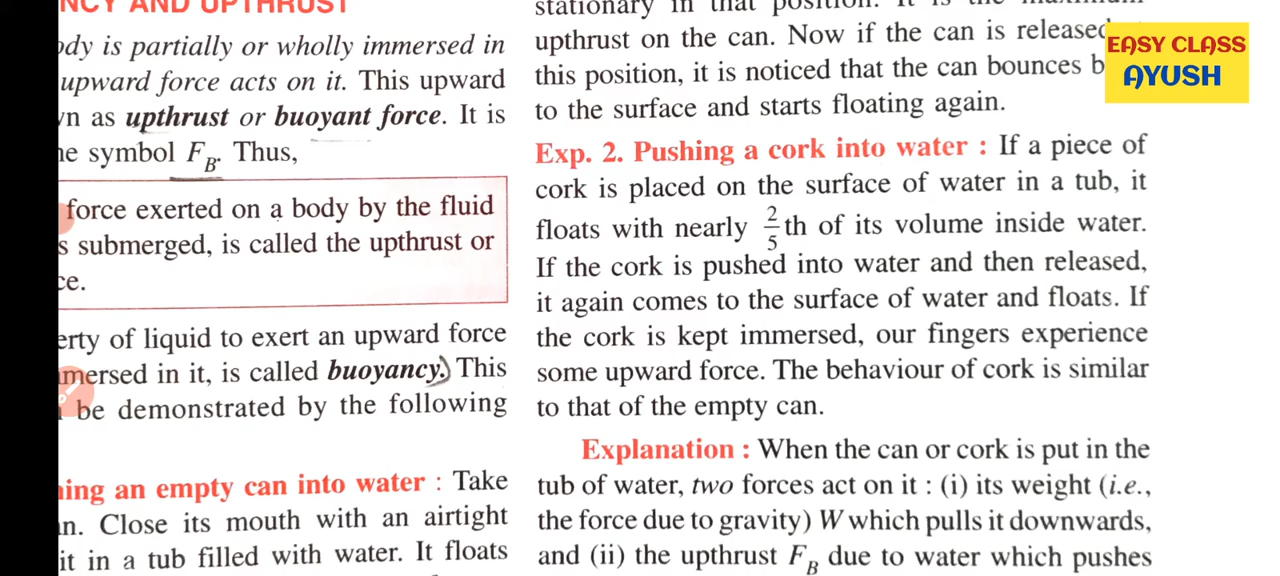 NCY AND UPTHRUST
ody is partially or wholly immersed in
upward force acts on it. This upward
wn as upthrust or buoyant force. It is
he symbol F_B. Thus,
force exerted on a body by the fluid
s submerged, is called the upthrust or
ce.
erty of liquid to exert an upward force
mmersed in it, is called buoyancy. This
be demonstrated by the following
hing an empty can into water : Take
n. Close its mouth with an airtight
it in a tub filled with water. It floats
stationary in that position. It is the maximum
upthrust on the can. Now if the can is released
this position, it is noticed that the can bounces b
to the surface and starts floating again.
Exp. 2. Pushing a cork into water : If a piece of
cork is placed on the surface of water in a tub, it
floats with nearly 2/5 th of its volume inside water.
If the cork is pushed into water and then released,
it again comes to the surface of water and floats. If
the cork is kept immersed, our fingers experience
some upward force. The behaviour of cork is similar
to that of the empty can.
Explanation : When the can or cork is put in the
tub of water, two forces act on it : (i) its weight (i.e.,
the force due to gravity) W which pulls it downwards,
and (ii) the upthrust F_B due to water which pushes
EASY CLASS
AYUSH